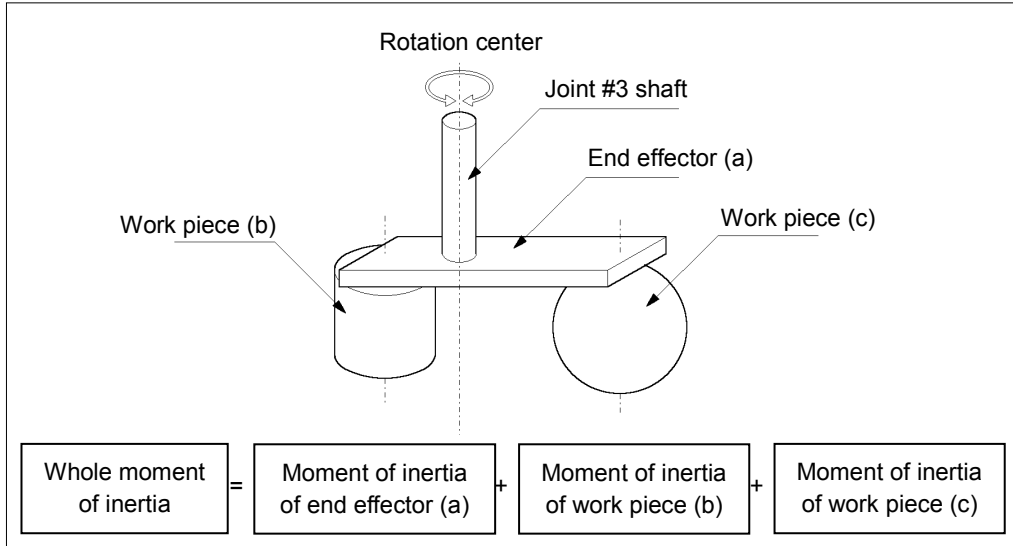 Rotation center
Joint #3 shaft
End effector (a)
Work piece (b)
Work piece (c)
Whole moment
of inertia
=
Moment of inertia
of end effector (a)
+
Moment of inertia
of work piece (b)
+
Moment of inertia
of work piece (c)